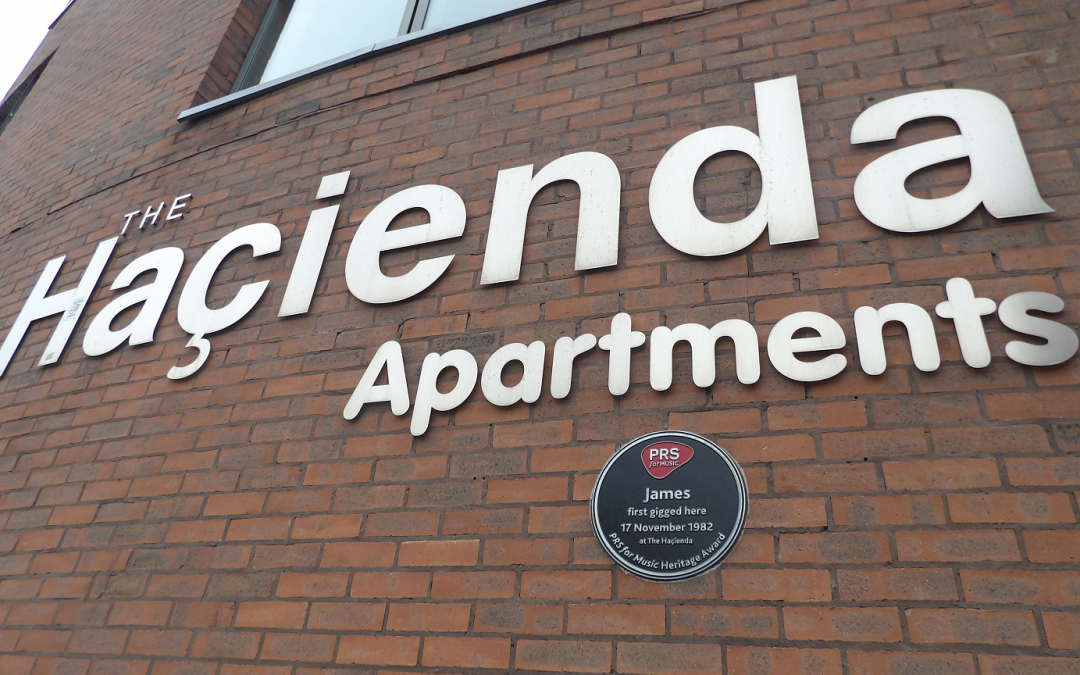 THE
Haçienda
Apartments
PRS
for MUSIC
James
first gigged here
17 November 1982
at The Haçienda
PRS for Music Heritage Award